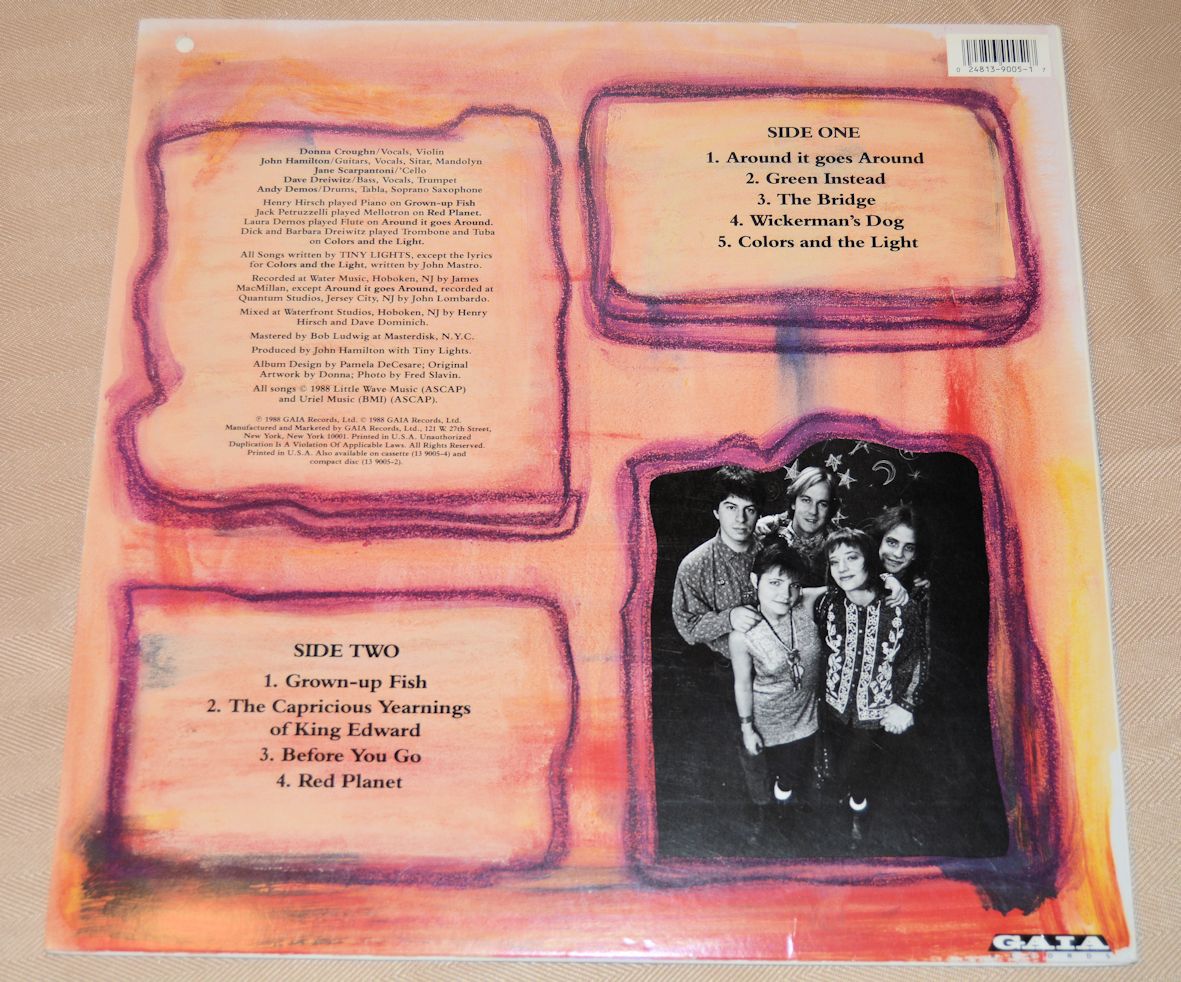 Donna Croughn/Vocals, Violin
John Hamilton/Guitars, Vocals, Sitar, Mandolyn
Jane Scarpantoni/'Cello
Dave Dreiwitz/Bass, Vocals, Trumpet
Andy Demos/Drums, Tabla, Soprano Saxophone
Henry Hirsch played Piano on Grown-up Fish
Jack Petruzzelli played Mellotron on Red Planet.
Laura Demos played Flute on Around it goes Around.
Dick and Barbara Dreiwitz played Trombone and Tuba
on Colors and the Light.
All Songs written by TINY LIGHTS, except the lyrics
for Colors and the Light, written by John Mastro.
Recorded at Water Music, Hoboken, NJ by James
MacMillan, except Around it goes Around, recorded at
Quantum Studios, Jersey City, NJ by John Lombardo.
Mixed at Waterfront Studios, Hoboken, NJ by Henry
Hirsch and Dave Dominich.
Mastered by Bob Ludwig at Masterdisk, N.Y.C.
Produced by John Hamilton with Tiny Lights.
Album Design by Pamela DeCesare; Original
Artwork by Donna; Photo by Fred Slavin.
All songs © 1988 Little Wave Music (ASCAP)
and Uriel Music (BMI) (ASCAP).
℗ 1988 GAIA Records, Ltd. © 1988 GAIA Records, Ltd.
Manufactured and Marketed by GAIA Records, Ltd., 121 W. 27th Street,
New York, New York 10001. Printed in U.S.A. Unauthorized
Duplication Is A Violation Of Applicable Laws. All Rights Reserved.
Printed in U.S.A. Also available on cassette (13 9005-4) and
compact disc (13 9005-2).
0 24813-9005-1 7
SIDE ONE
1. Around it goes Around
2. Green Instead
3. The Bridge
4. Wickerman's Dog
5. Colors and the Light
SIDE TWO
1. Grown-up Fish
2. The Capricious Yearnings
of King Edward
3. Before You Go
4. Red Planet
GAIA
RECORDS